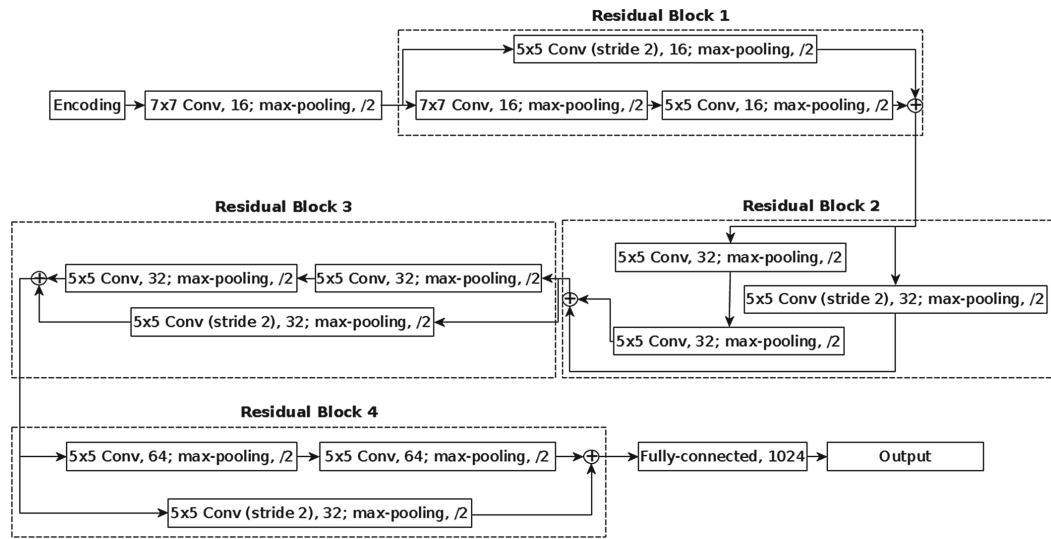 Residual Block 1
5x5 Conv (stride 2), 16; max-pooling, /2
Encoding
7x7 Conv, 16; max-pooling, /2
7x7 Conv, 16; max-pooling, /2
5x5 Conv, 16; max-pooling, /2
Residual Block 2
5x5 Conv, 32; max-pooling, /2
5x5 Conv (stride 2), 32; max-pooling, /2
5x5 Conv, 32; max-pooling, /2
Residual Block 3
5x5 Conv, 32; max-pooling, /2
5x5 Conv, 32; max-pooling, /2
5x5 Conv (stride 2), 32; max-pooling, /2
Residual Block 4
5x5 Conv, 64; max-pooling, /2
5x5 Conv, 64; max-pooling, /2
Fully-connected, 1024
Output
5x5 Conv (stride 2), 32; max-pooling, /2